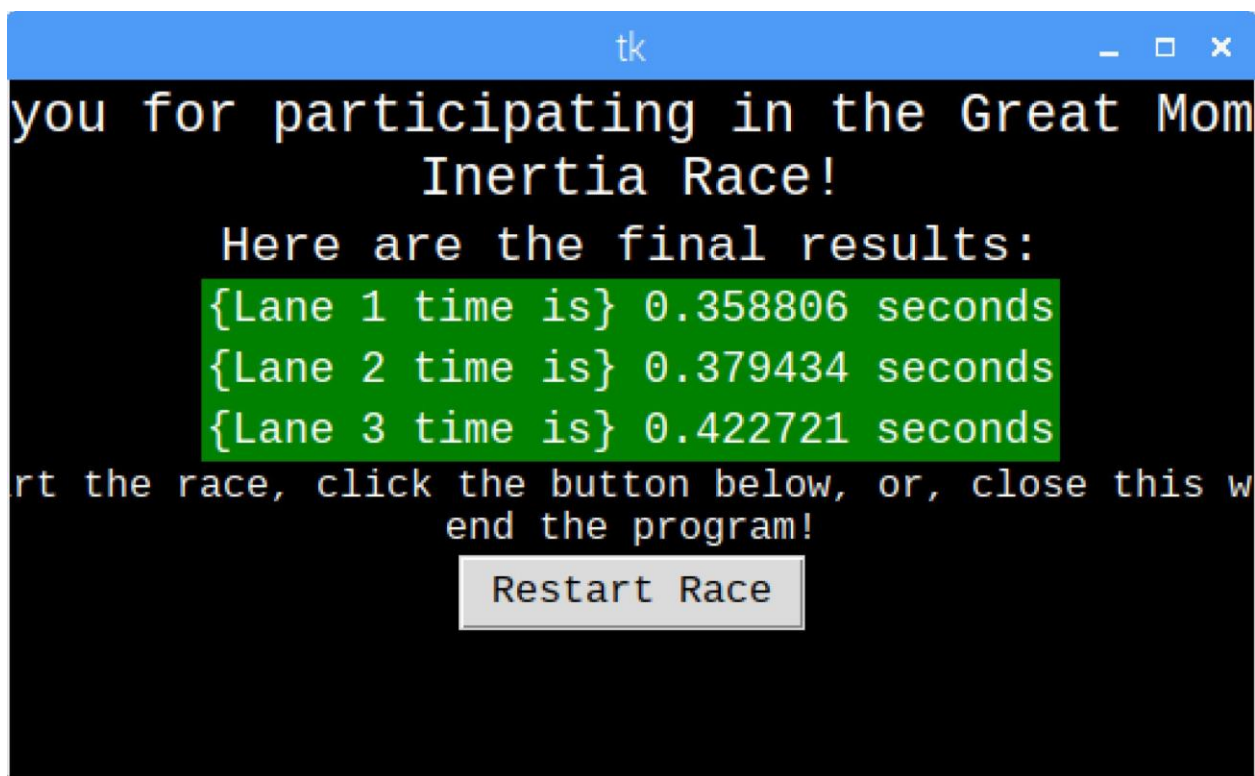 tk
you for participating in the Great Mom
Inertia Race!
Here are the final results:
{Lane 1 time is} 0.358806 seconds
{Lane 2 time is} 0.379434 seconds
{Lane 3 time is} 0.422721 seconds
rt the race, click the button below, or, close this w
end the program!
Restart Race